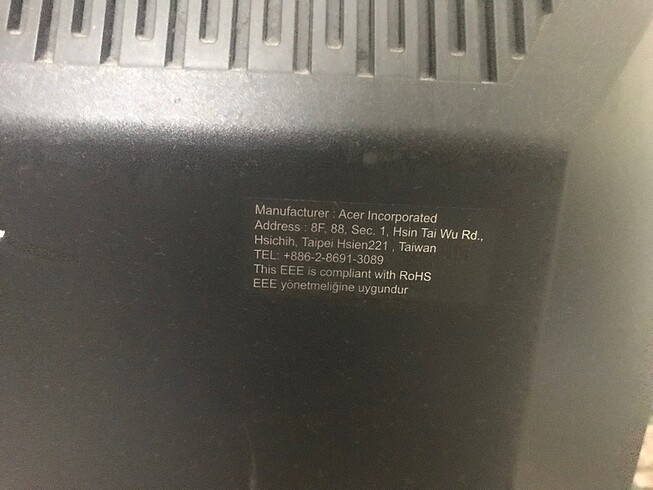 Manufacturer : Acer Incorporated
Address : 8F, 88, Sec. 1, Hsin Tai Wu Rd.,
Hsichih, Taipei Hsien221 , Taiwan
TEL: +886-2-8691-3089
This EEE is compliant with RoHS
EEE yönetmeliğine uygundur